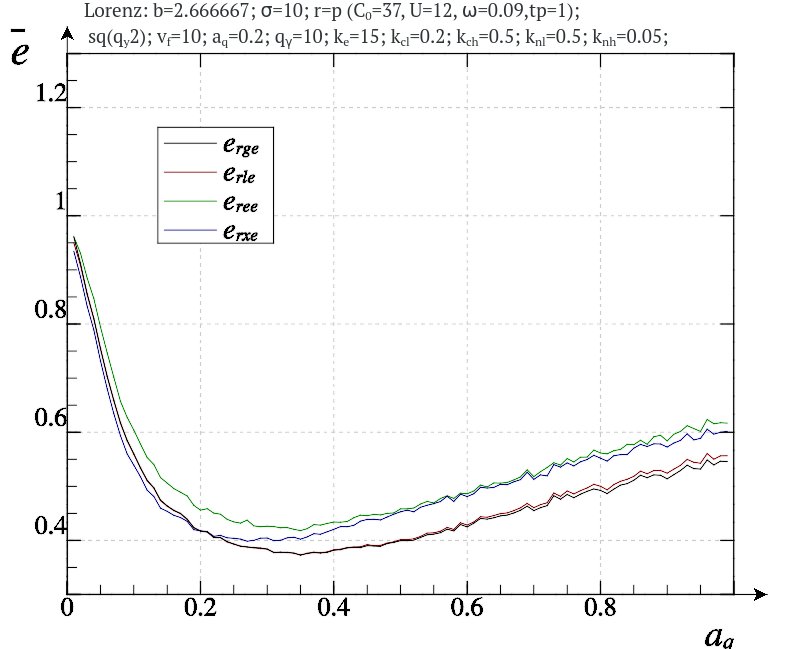 Lorenz: b=2.666667; σ=10; r=p (C₀=37, U=12, ω=0.09,tp=1);
sq(q_y2); v_f=10; a_q=0.2; q_γ=10; k_e=15; k_cl=0.2; k_ch=0.5; k_nl=0.5; k_nh=0.05;
e̅
1.2
e_rge
e_rle
1
e_ree
e_rxe
0.8
0.6
0.4
0 0.2 0.4 0.6 0.8
a_q